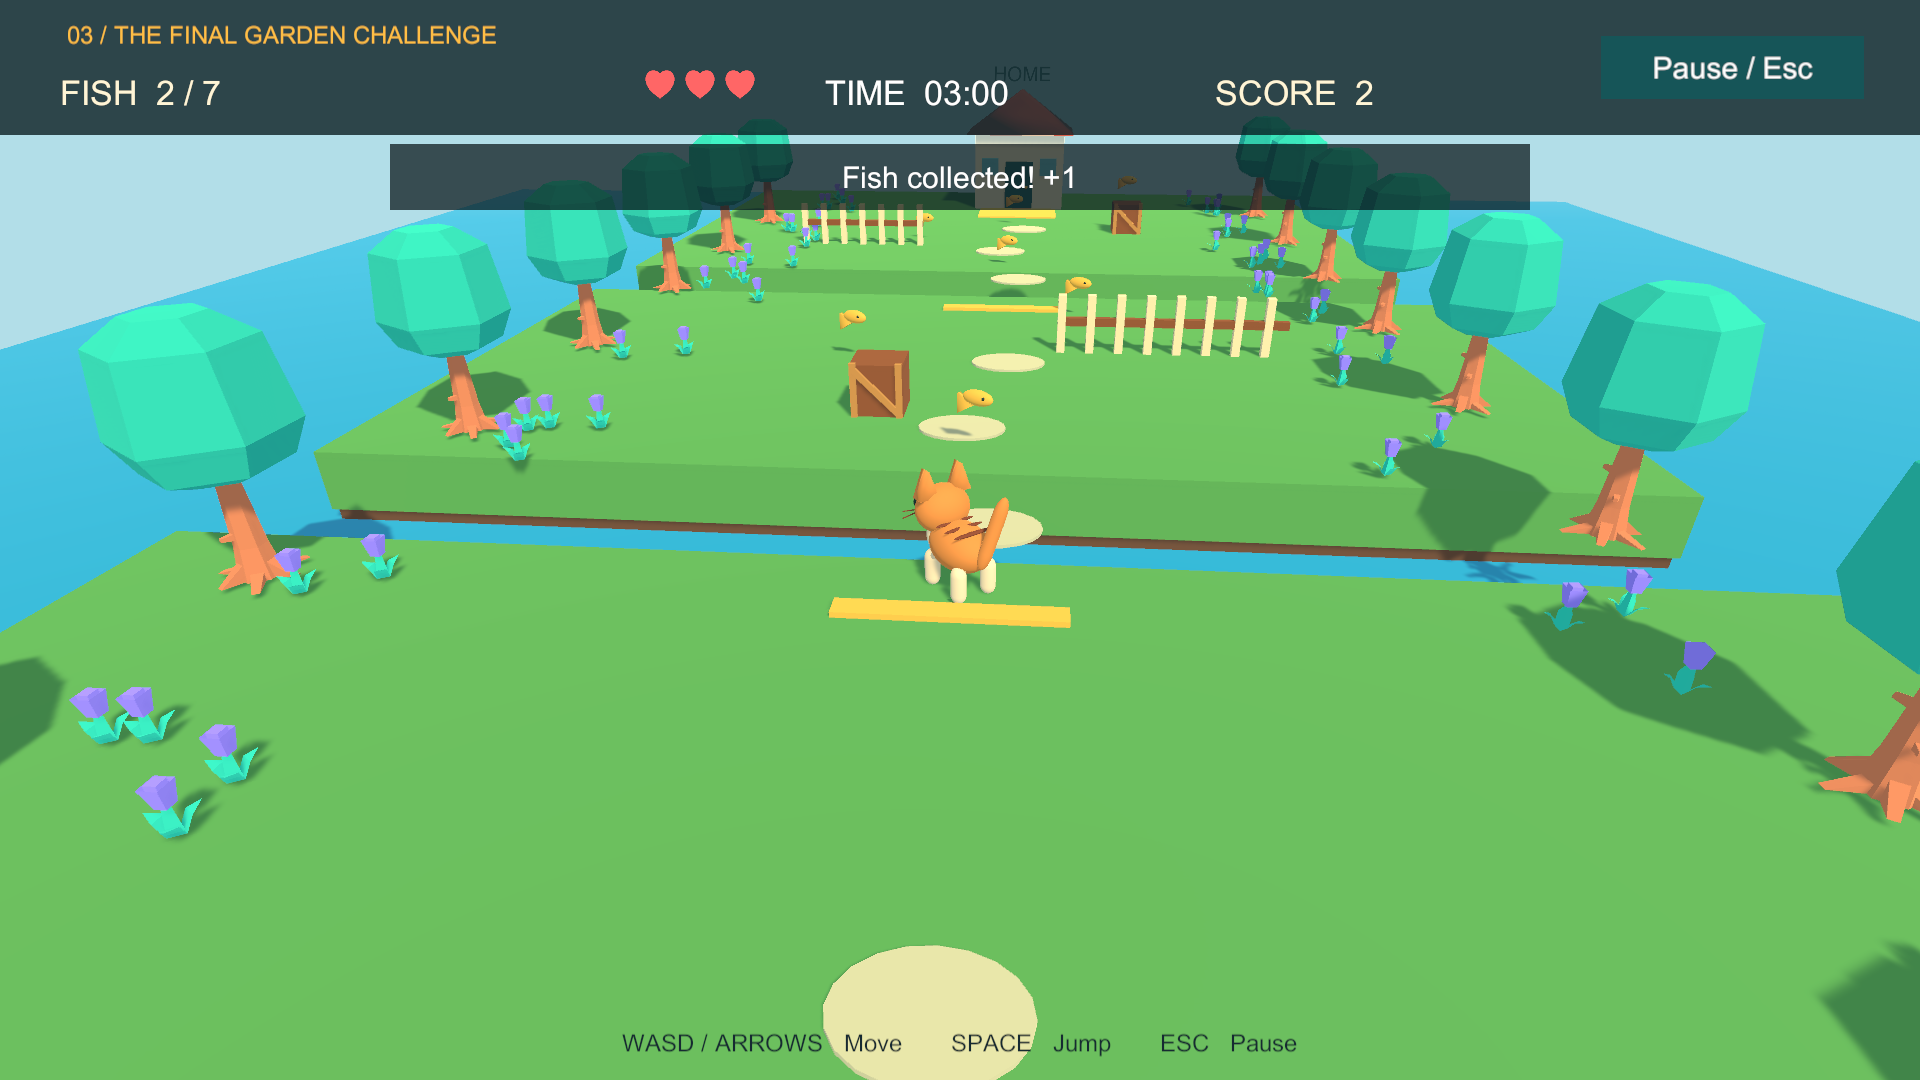 03 / THE FINAL GARDEN CHALLENGE
FISH 2 / 7
TIME 03:00
SCORE 2
Pause / Esc
HOME
Fish collected! +1
WASD / ARROWS Move SPACE Jump ESC Pause